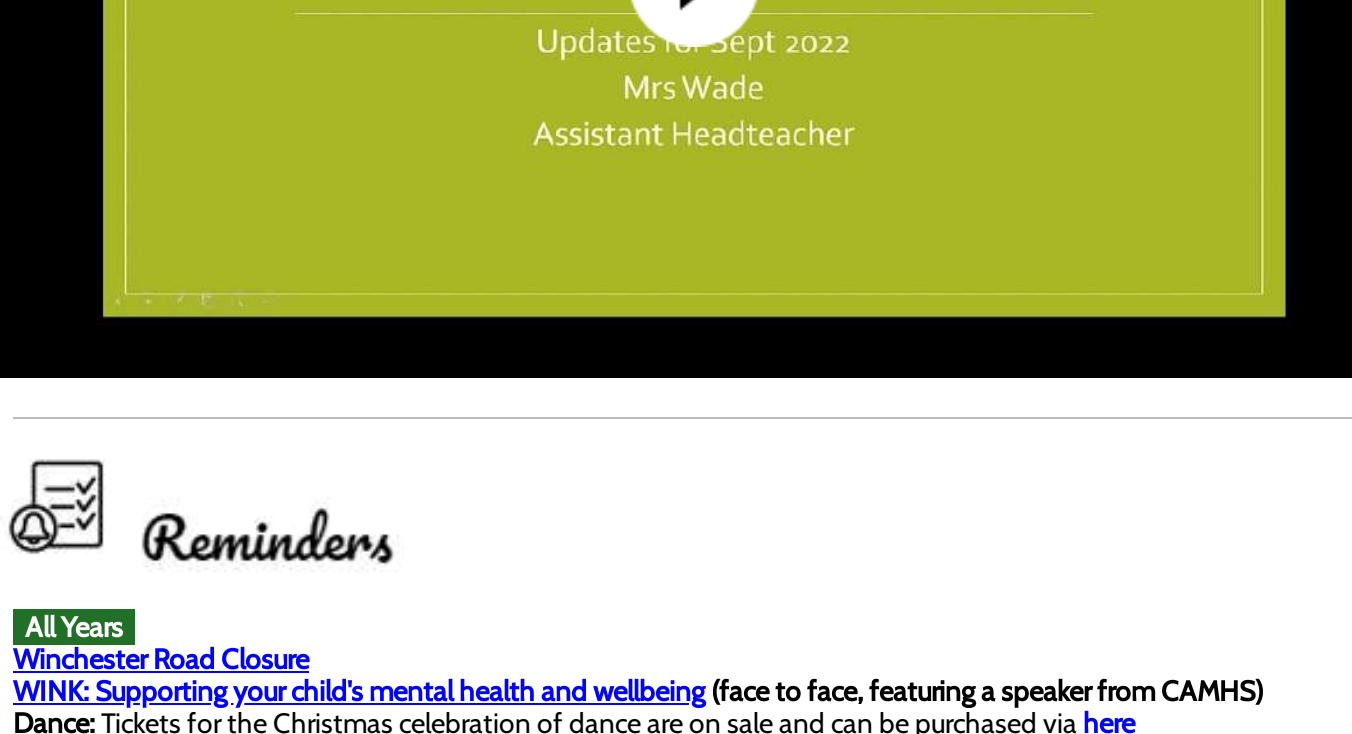 Updates for Sept 2022
Mrs Wade
Assistant Headteacher
Reminders
All Years
Winchester Road Closure
WINK: Supporting your child's mental health and wellbeing (face to face, featuring a speaker from CAMHS)
Dance: Tickets for the Christmas celebration of dance are on sale and can be purchased via here